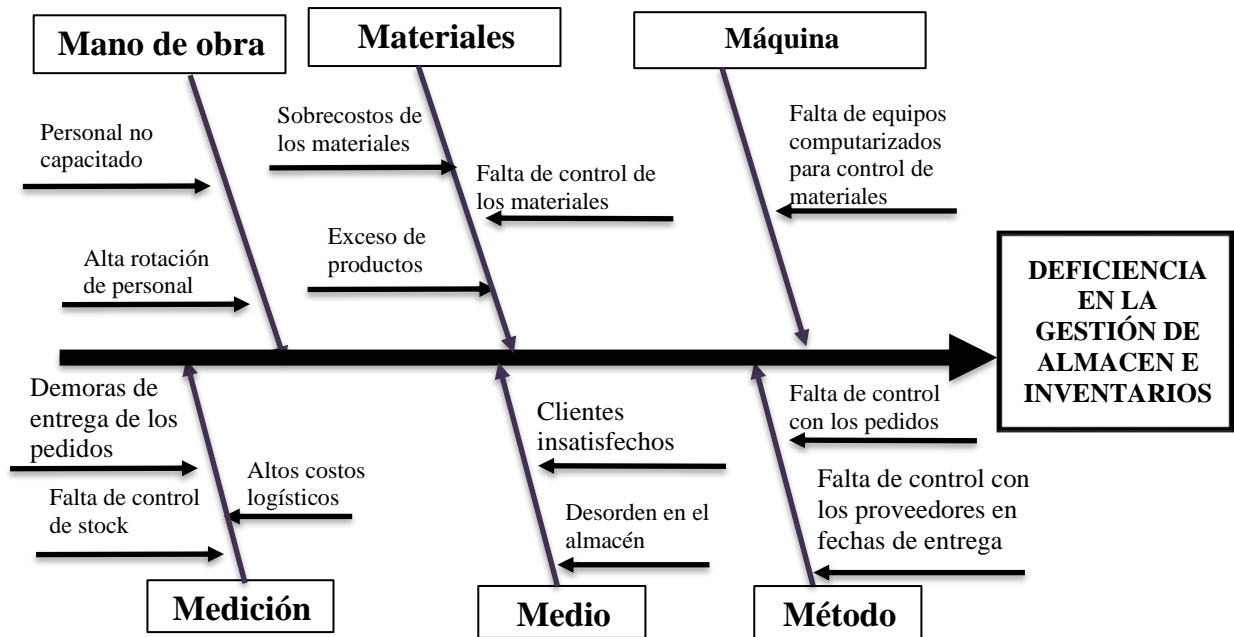 Mano de obra
Materiales
Máquina
Personal no
capacitado
Alta rotación
de personal
Sobrecostos de
los materiales
Falta de control de
los materiales
Exceso de
productos
Falta de equipos
computarizados
para control de
materiales
DEFICIENCIA
EN LA
GESTIÓN DE
ALMACEN E
INVENTARIOS
Demoras de
entrega de los
pedidos
Falta de control
de stock
Altos costos
logísticos
Clientes
insatisfechos
Desorden en el
almacén
Falta de control
con los pedidos
Falta de control con
los proveedores en
fechas de entrega
Medición
Medio
Método